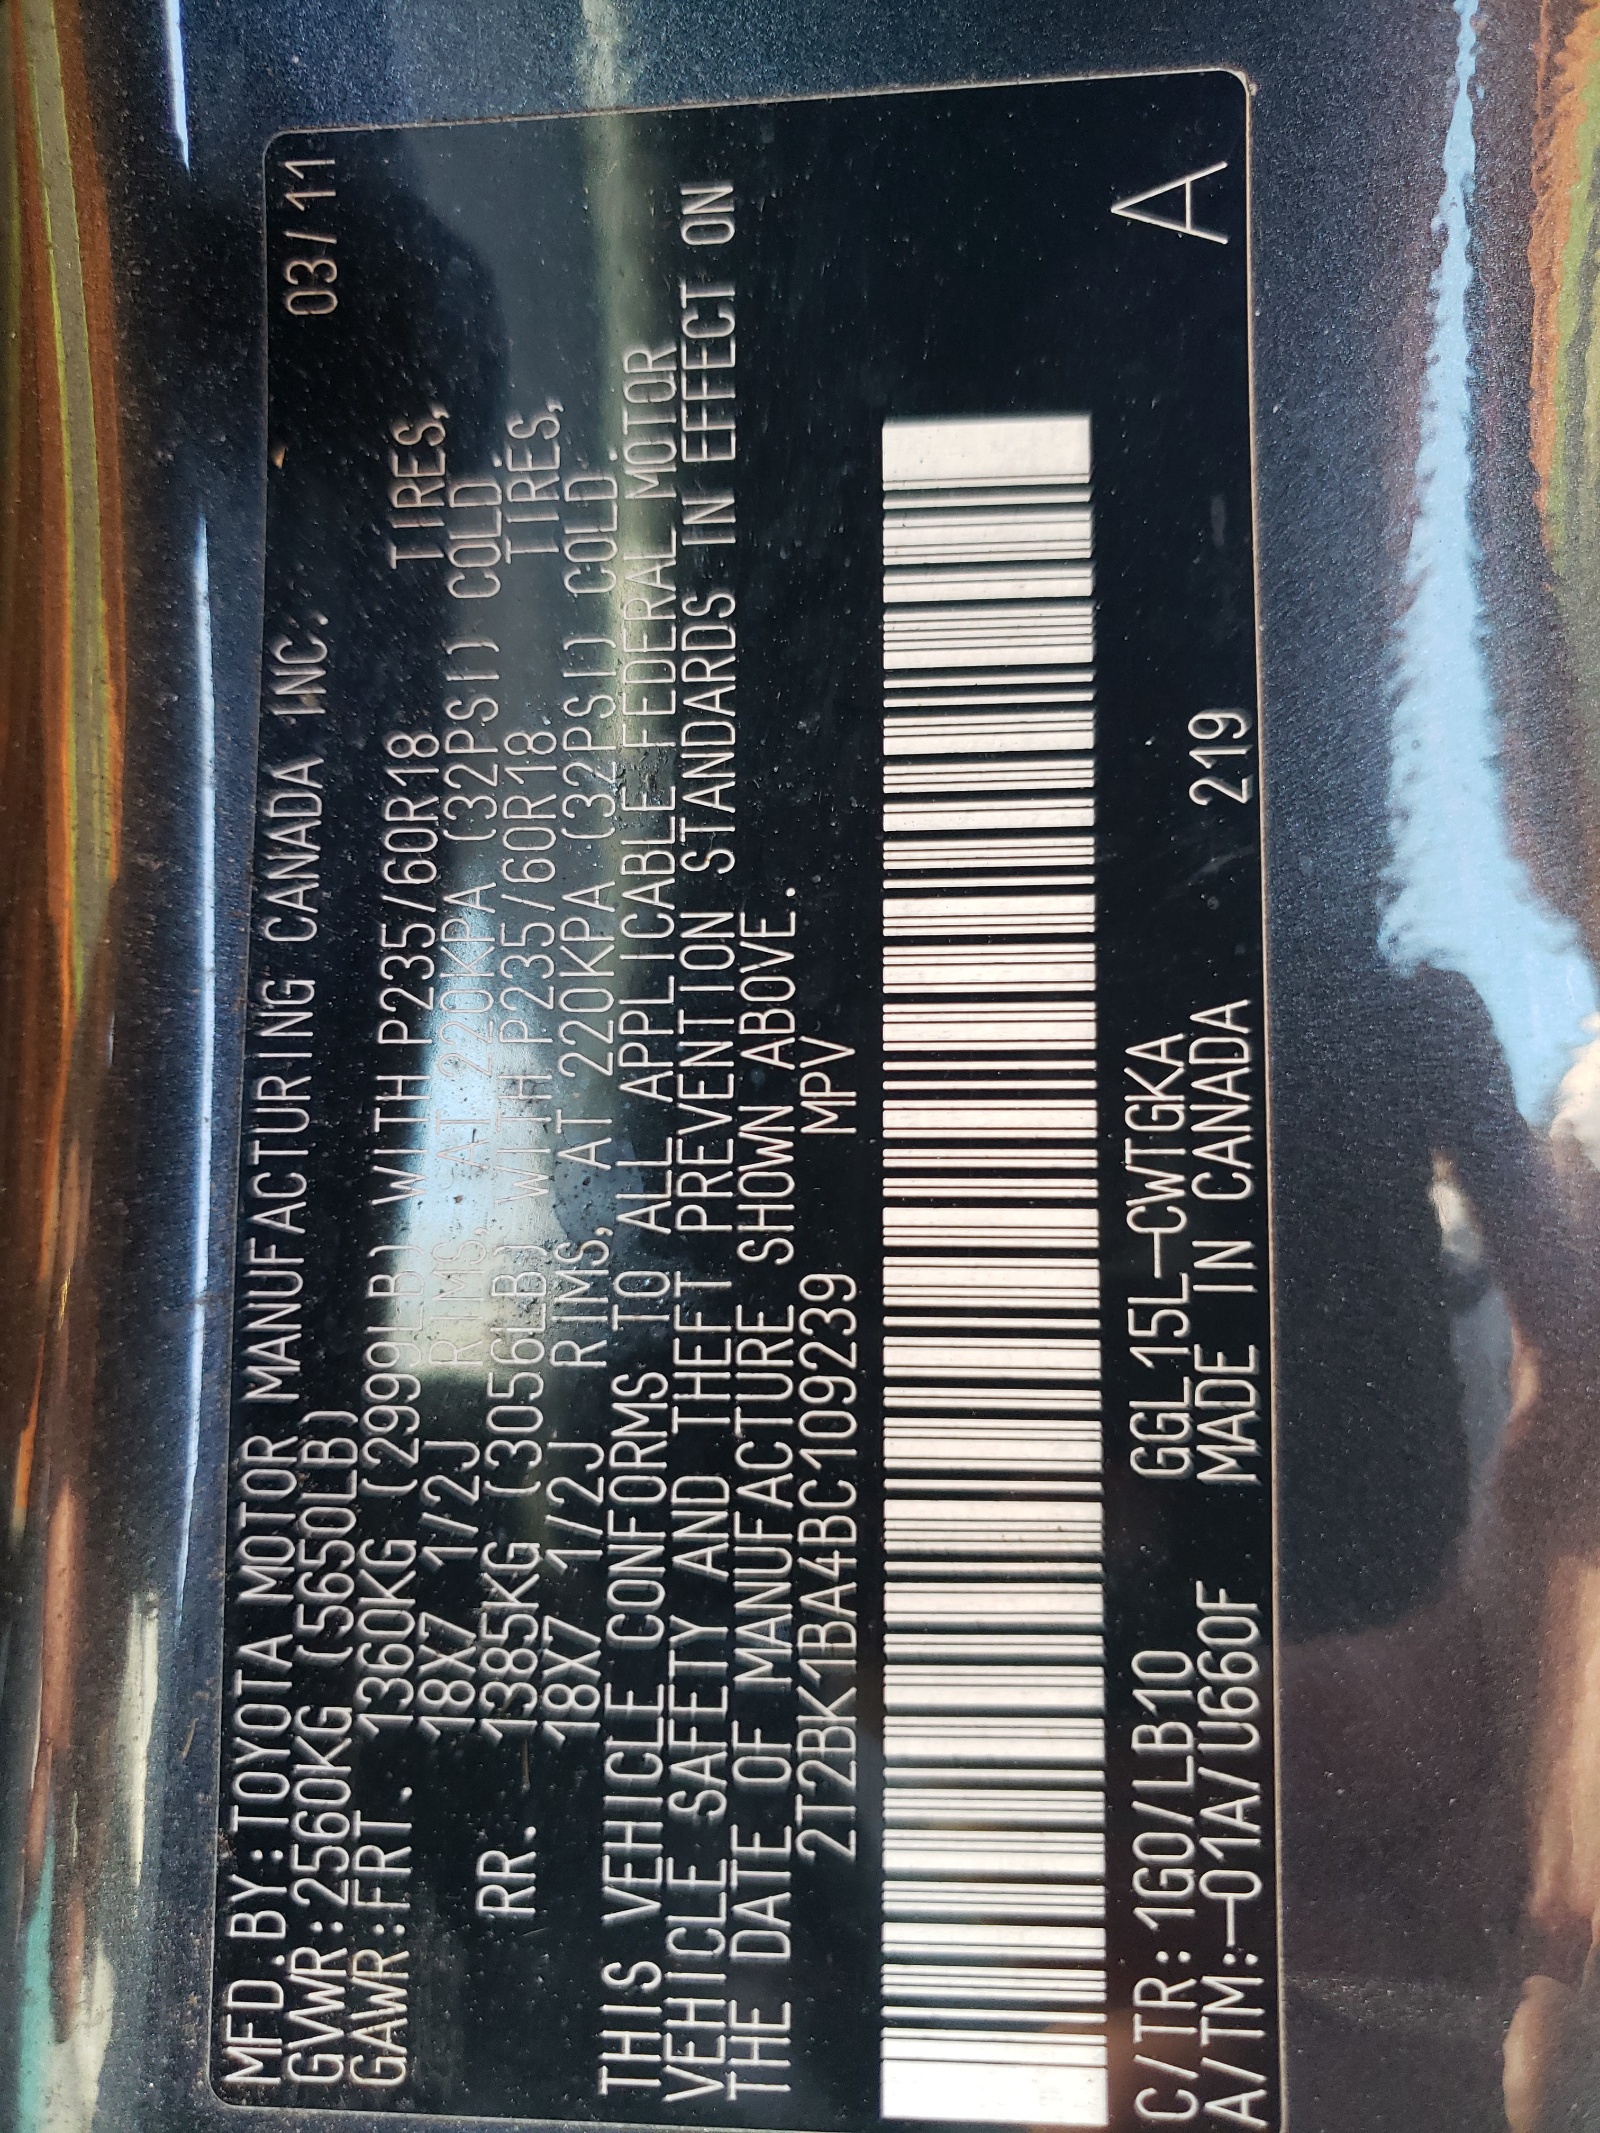 MFD.BY:TOYOTA MOTOR MANUFACTURING CANADA INC. 03/11
GVWR:2560KG (5650LB)
GAWR:FRT. 1360KG (2999LB) WITH P235/60R18 TIRES,
18X7 1/2J RIMS, AT 220KPA (32PSI) COLD
RR. 1385KG (3056LB) WITH P235/60R18 TIRES,
18X7 1/2J RIMS, AT 220KPA (32PSI) COLD.
THIS VEHICLE CONFORMS TO ALL APPLICABLE FEDERAL MOTOR
VEHICLE SAFETY AND THEFT PREVENTION STANDARDS IN EFFECT ON
THE DATE OF MANUFACTURE SHOWN ABOVE.
2T2BK1BA4BC109239 MPV
C/TR:1G0/LB10 GGL15L-CWTGKA
A/TM:-01A/U660F MADE IN CANADA 219 A